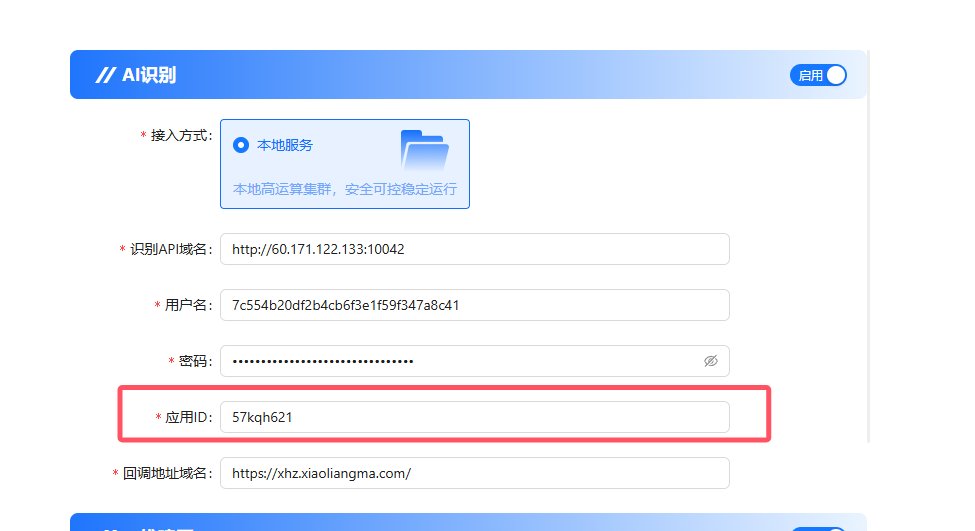 AI识别
启用
* 接入方式:
本地服务
本地高运算集群，安全可控稳定运行
* 识别API域名: http://60.171.122.133:10042
* 用户名: 7c554b20df2b4cb6f3e1f59f347a8c41
* 密码: ••••••••••••••••••••••••••••••••
* 应用ID: 57kqh621
* 回调地址域名: https://xhz.xiaoliangma.com/